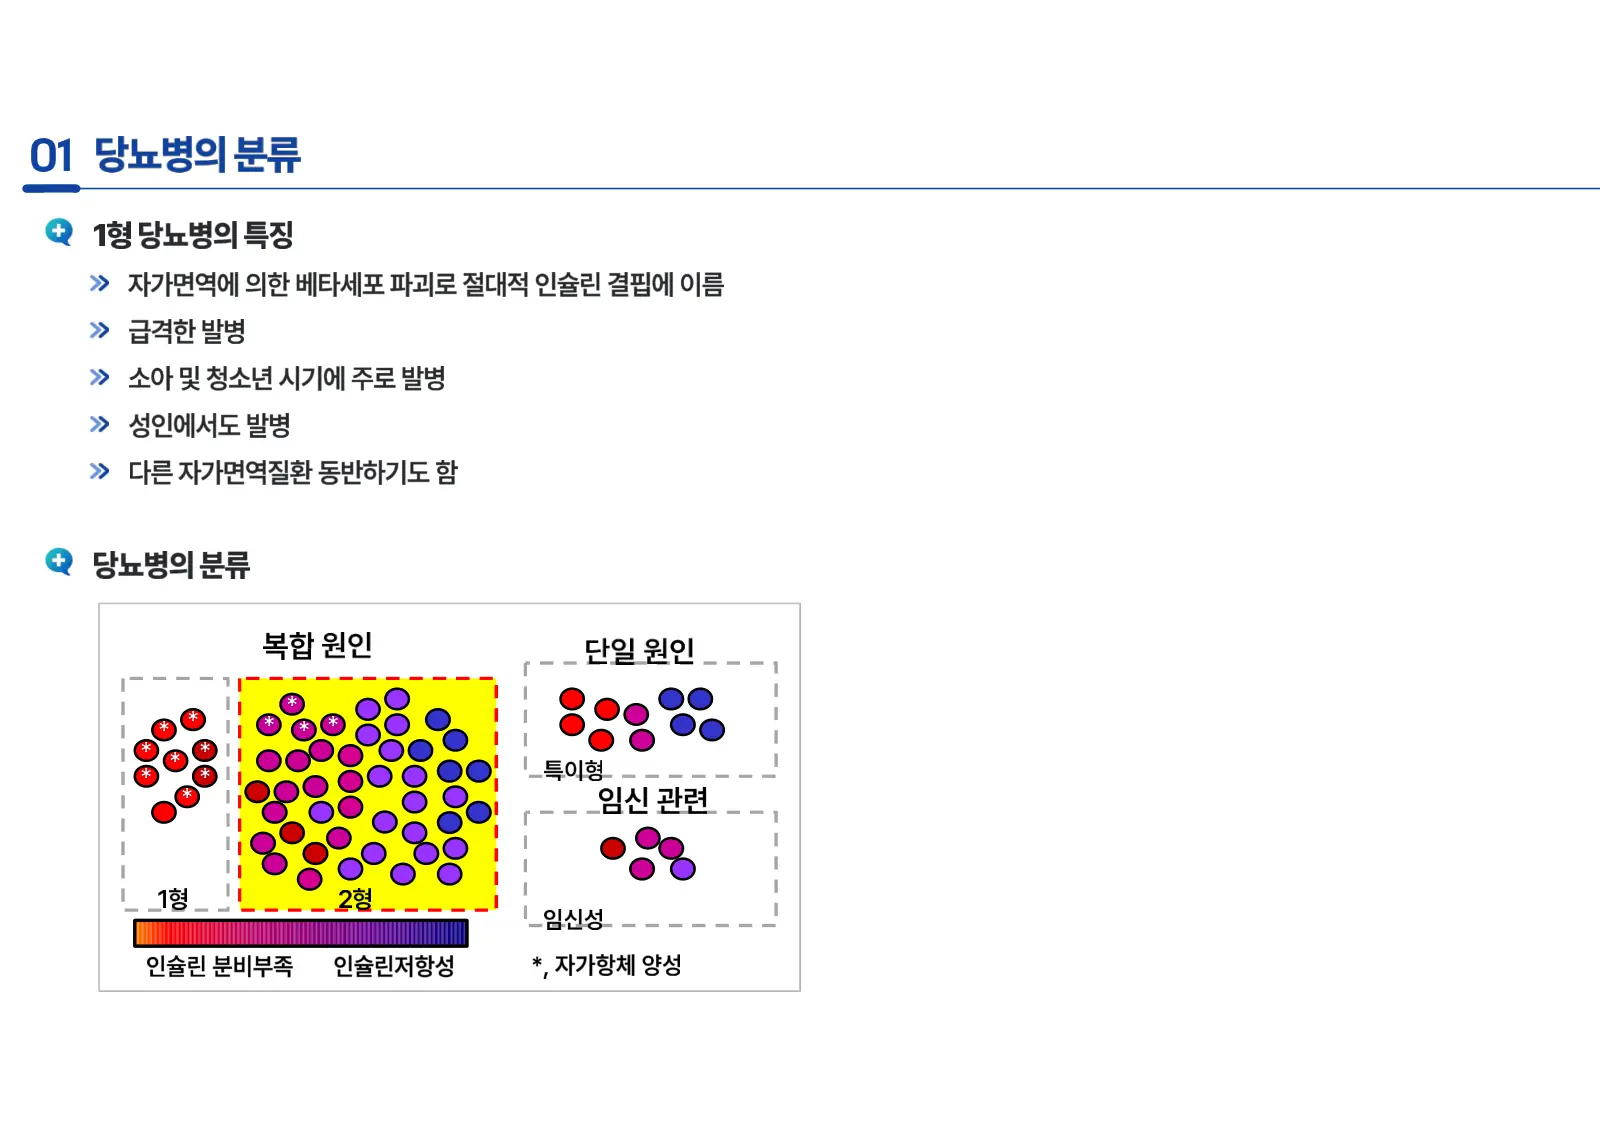 01 당뇨병의 분류
1형 당뇨병의 특징
자가면역에 의한 베타세포 파괴로 절대적 인슐린 결핍에 이름
급격한 발병
소아 및 청소년 시기에 주로 발병
성인에서도 발병
다른 자가면역질환 동반하기도 함
당뇨병의 분류
복합 원인
1형
2형
인슐린 분비부족
인슐린저항성
단일 원인
특이형
임신 관련
임신성
*, 자가항체 양성